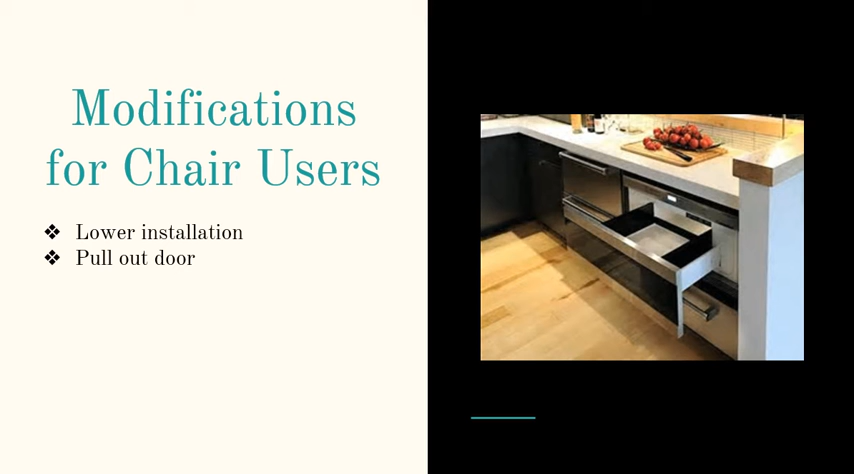 Modifications
for Chair Users
❖ Lower installation
❖ Pull out door